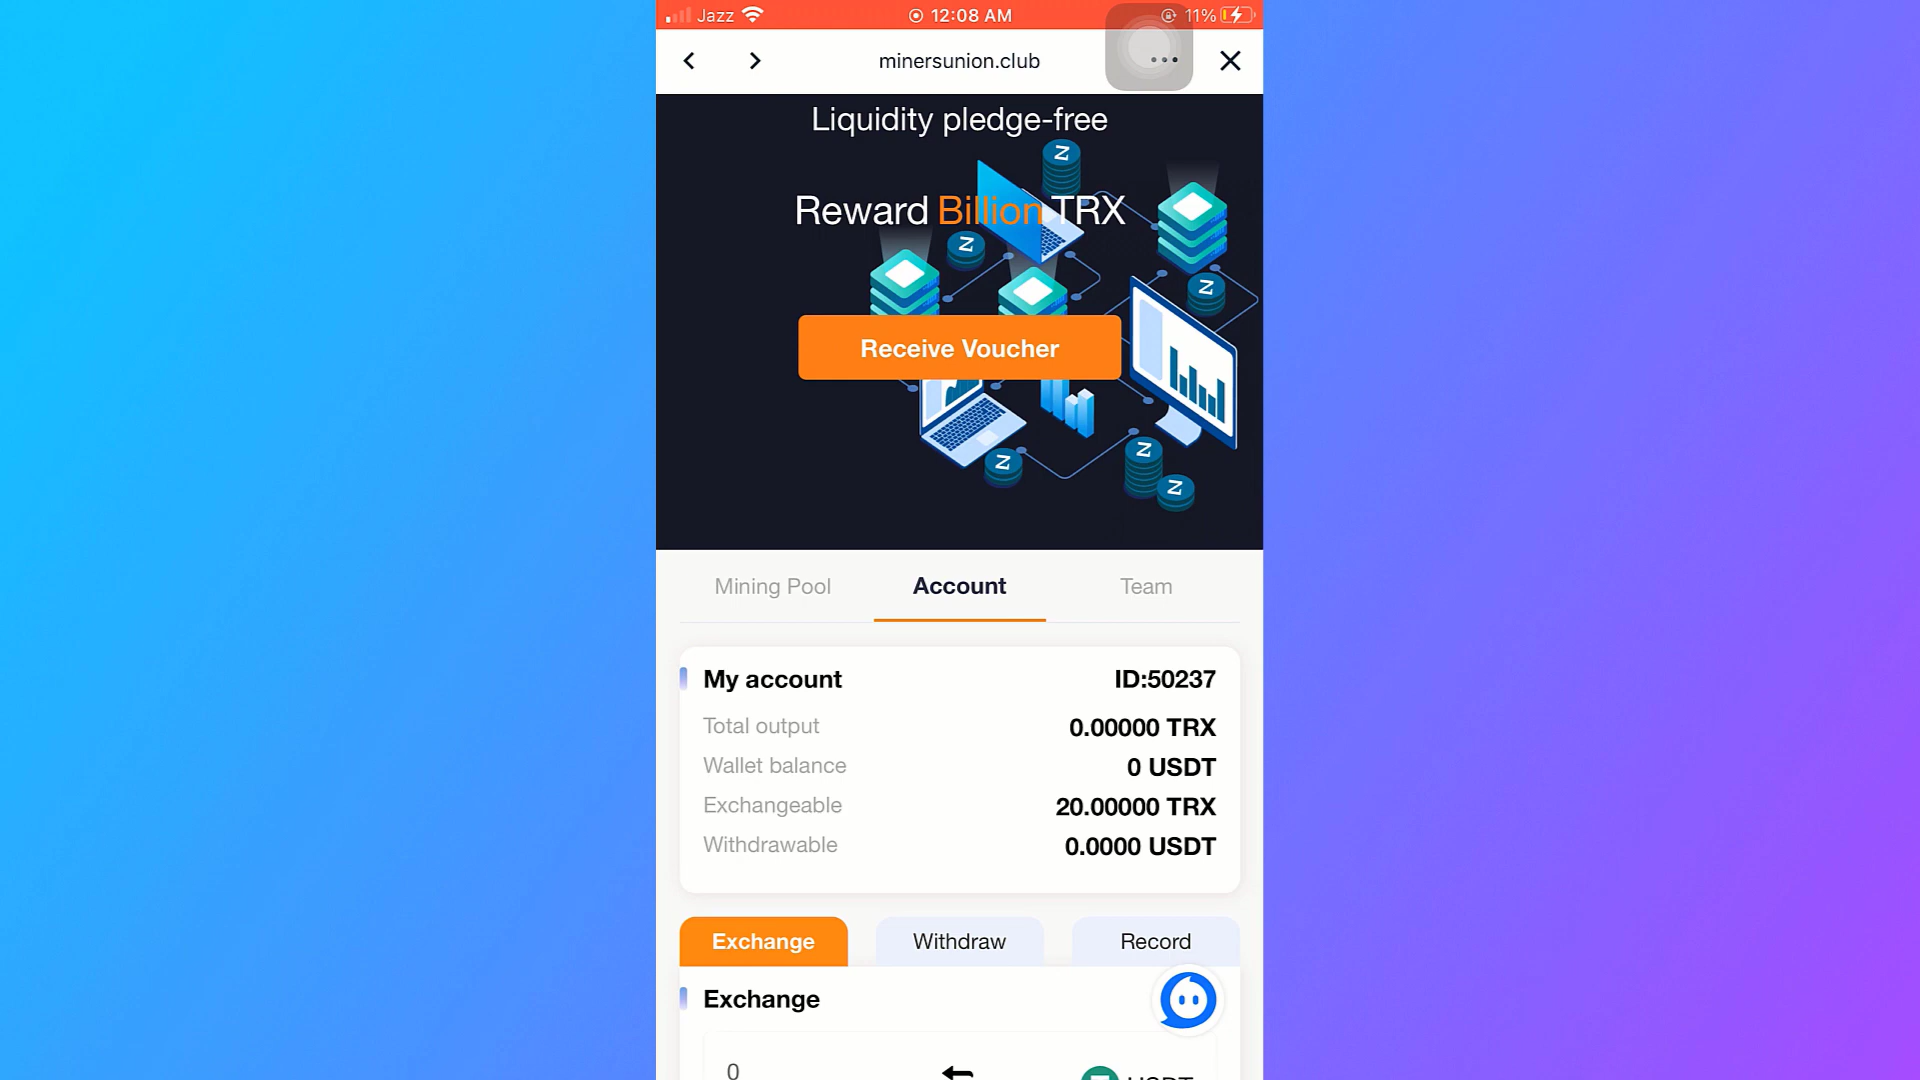 Jazz 12:08 AM 11%
minersunion.club
Liquidity pledge-free
Reward Billion TRX
Receive Voucher
Mining Pool Account Team
My account ID:50237
Total output 0.00000 TRX
Wallet balance 0 USDT
Exchangeable 20.00000 TRX
Withdrawable 0.0000 USDT
Exchange Withdraw Record
Exchange
0 USDT